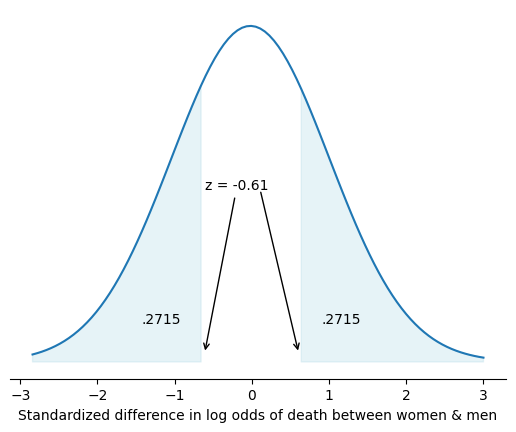 z = -0.61
.2715 .2715
−3 −2 −1 0 1 2 3
Standardized difference in log odds of death between women & men